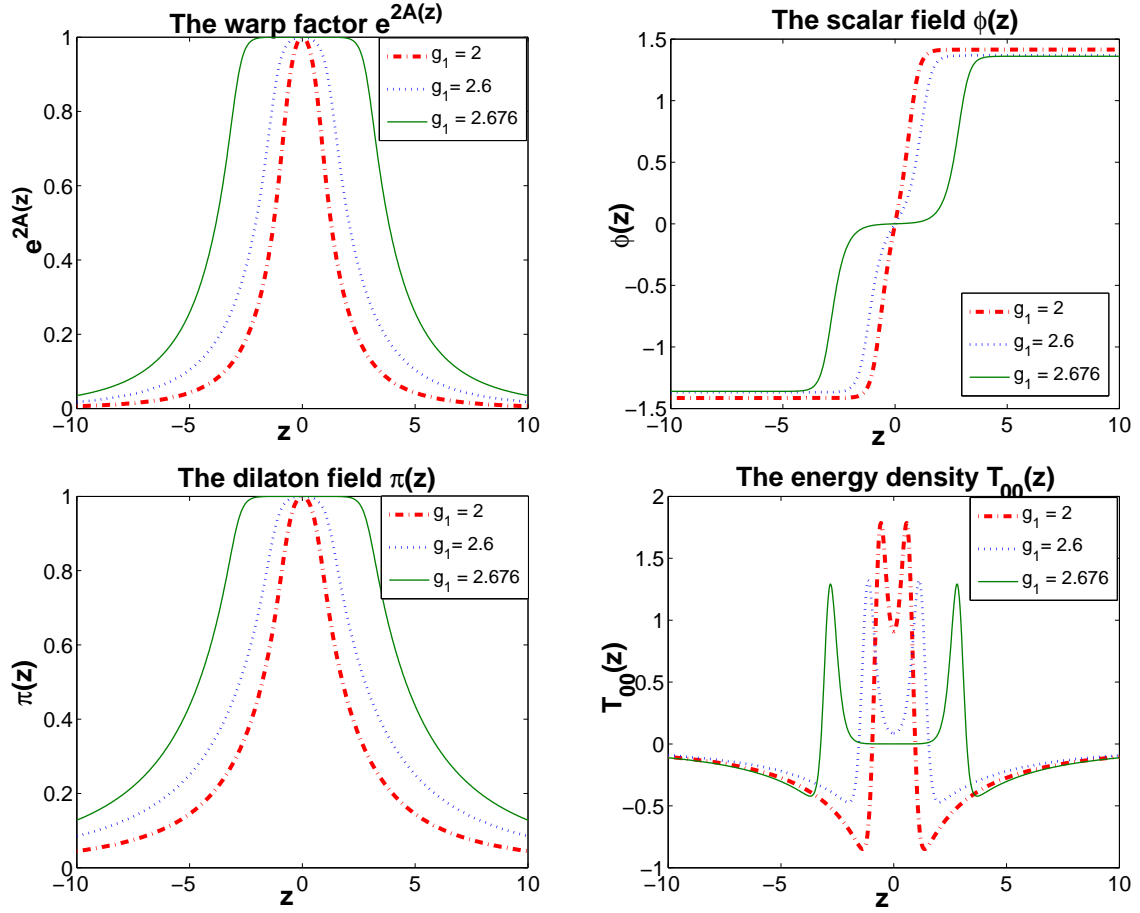 The warp factor e^{2A(z)}
e^{2A(z)}
1
0.8
0.6
0.4
0.2
0
−10
−5
0
5
10
z
g_1 = 2
g_1 = 2.6
g_1 = 2.676
The scalar field ϕ(z)
ϕ(z)
1.5
1
0.5
0
−0.5
−1
−1.5
−10
−5
0
5
10
z
g_1 = 2
g_1= 2.6
g_1 = 2.676
The dilaton field π(z)
π(z)
1
0.8
0.6
0.4
0.2
0
−10
−5
0
5
10
z
g_1 = 2
g_1 = 2.6
g_1 = 2.676
The energy density T_{00}(z)
T_{00}(z)
2
1.5
1
0.5
0
−0.5
−1
−10
−5
0
5
10
z
g_1 = 2
g_1 = 2.6
g_1 = 2.676